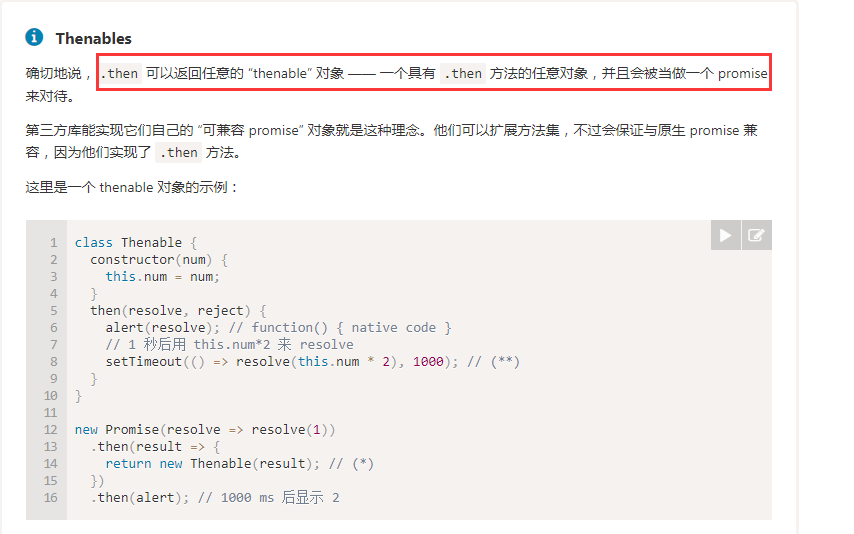 Thenables
确切地说，.then 可以返回任意的 “thenable” 对象 —— 一个具有 .then 方法的任意对象，并且会被当做一个 promise
来对待。
第三方库能实现它们自己的 “可兼容 promise” 对象就是这种理念。他们可以扩展方法集，不过会保证与原生 promise 兼
容，因为他们实现了 .then 方法。
这里是一个 thenable 对象的示例：
1 class Thenable {
2   constructor(num) {
3     this.num = num;
4   }
5   then(resolve, reject) {
6     alert(resolve); // function() { native code }
7     // 1 秒后用 this.num*2 来 resolve
8     setTimeout(() => resolve(this.num * 2), 1000); // (**)
9   }
10 }
11
12 new Promise(resolve => resolve(1))
13   .then(result => {
14     return new Thenable(result); // (*)
15   })
16   .then(alert); // 1000 ms 后显示 2